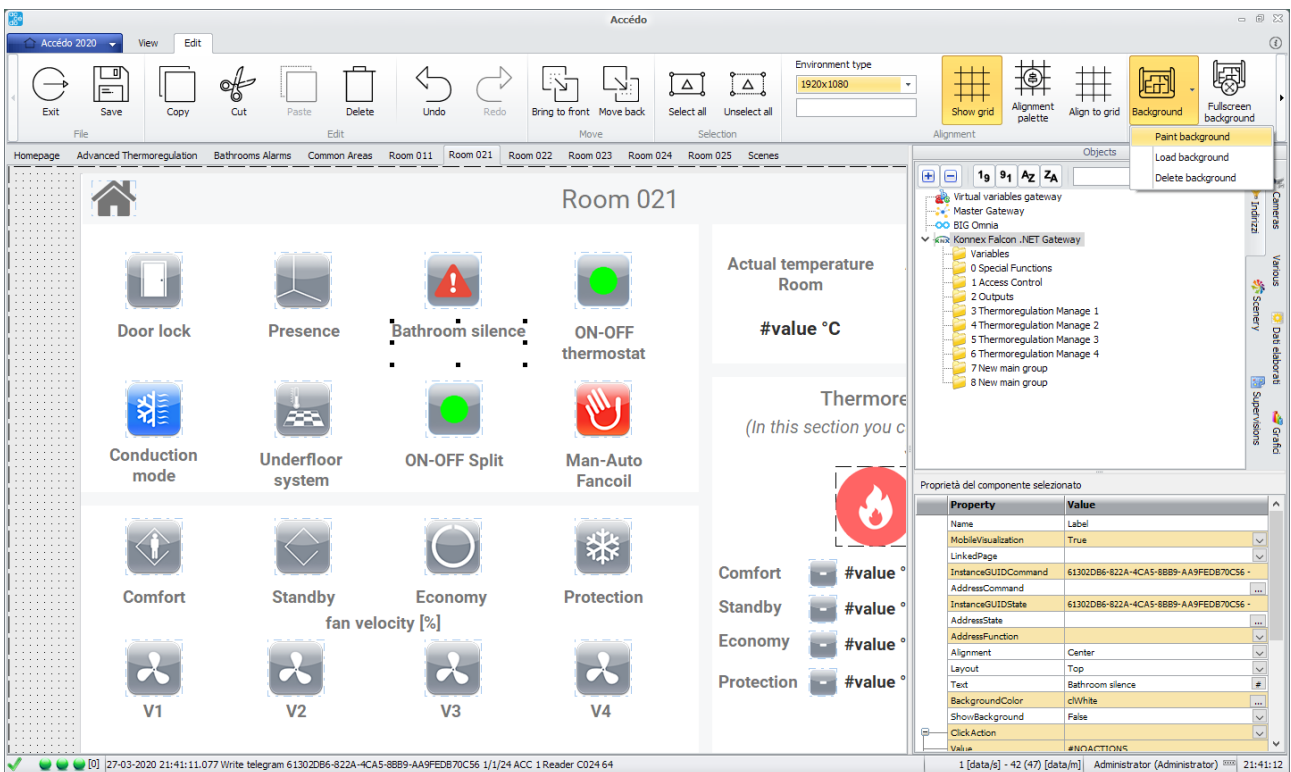 Accédo
Accédo 2020
View
Edit
Exit
Save
File
Copy
Cut
Paste
Delete
Edit
Undo
Redo
Bring to front
Move back
Move
Select all
Unselect all
Selection
Environment type
1920x1080
Show grid
Alignment palette
Align to grid
Alignment
Background
Fullscreen background
Paint background
Load background
Delete background
Homepage
Advanced Thermoregulation
Bathrooms Alarms
Common Areas
Room 011
Room 021
Room 022
Room 023
Room 024
Room 025
Scenes
Room 021
Door lock
Presence
Bathroom silence
ON-OFF
thermostat
Conduction
mode
Underfloor
system
ON-OFF Split
Man-Auto
Fancoil
Comfort
Standby
Economy
Protection
fan velocity [%]
V1
V2
V3
V4
Actual temperature
Room
#value °C
Thermore
(In this section you c
Comfort
#value °
Standby
#value °
Economy
#value °
Protection
#value °
Objects
Virtual variables gateway
Master Gateway
BIG Omnia
KNX
Konnex Falcon .NET Gateway
Variables
0 Special Functions
1 Access Control
2 Outputs
3 Thermoregulation Manage 1
4 Thermoregulation Manage 2
5 Thermoregulation Manage 3
6 Thermoregulation Manage 4
7 New main group
8 New main group
Indirizzi
Scenery
Supervisions
Cameras
Various
Dati elaborati
Grafici
Proprietà del componente selezionato
Property
Value
Name
Label
MobileVisualization
True
LinkedPage
InstanceGUIDCommand
61302DB6-822A-4CA5-8BB9-AA9FEDB70C56 -
AddressCommand
InstanceGUIDState
61302DB6-822A-4CA5-8BB9-AA9FEDB70C56 -
AddressState
AddressFunction
Alignment
Center
Layout
Top
Text
Bathroom silence
#
BackgroundColor
clWhite
ShowBackground
False
ClickAction
Value
#NOACTIONS
[0]
27-03-2020 21:41:11.077 Write telegram 61302DB6-822A-4CA5-8BB9-AA9FEDB70C56 1/1/24 ACC 1 Reader C024 64
1 [data/s] - 42 (47) [data/m]
Administrator (Administrator)
21:41:12